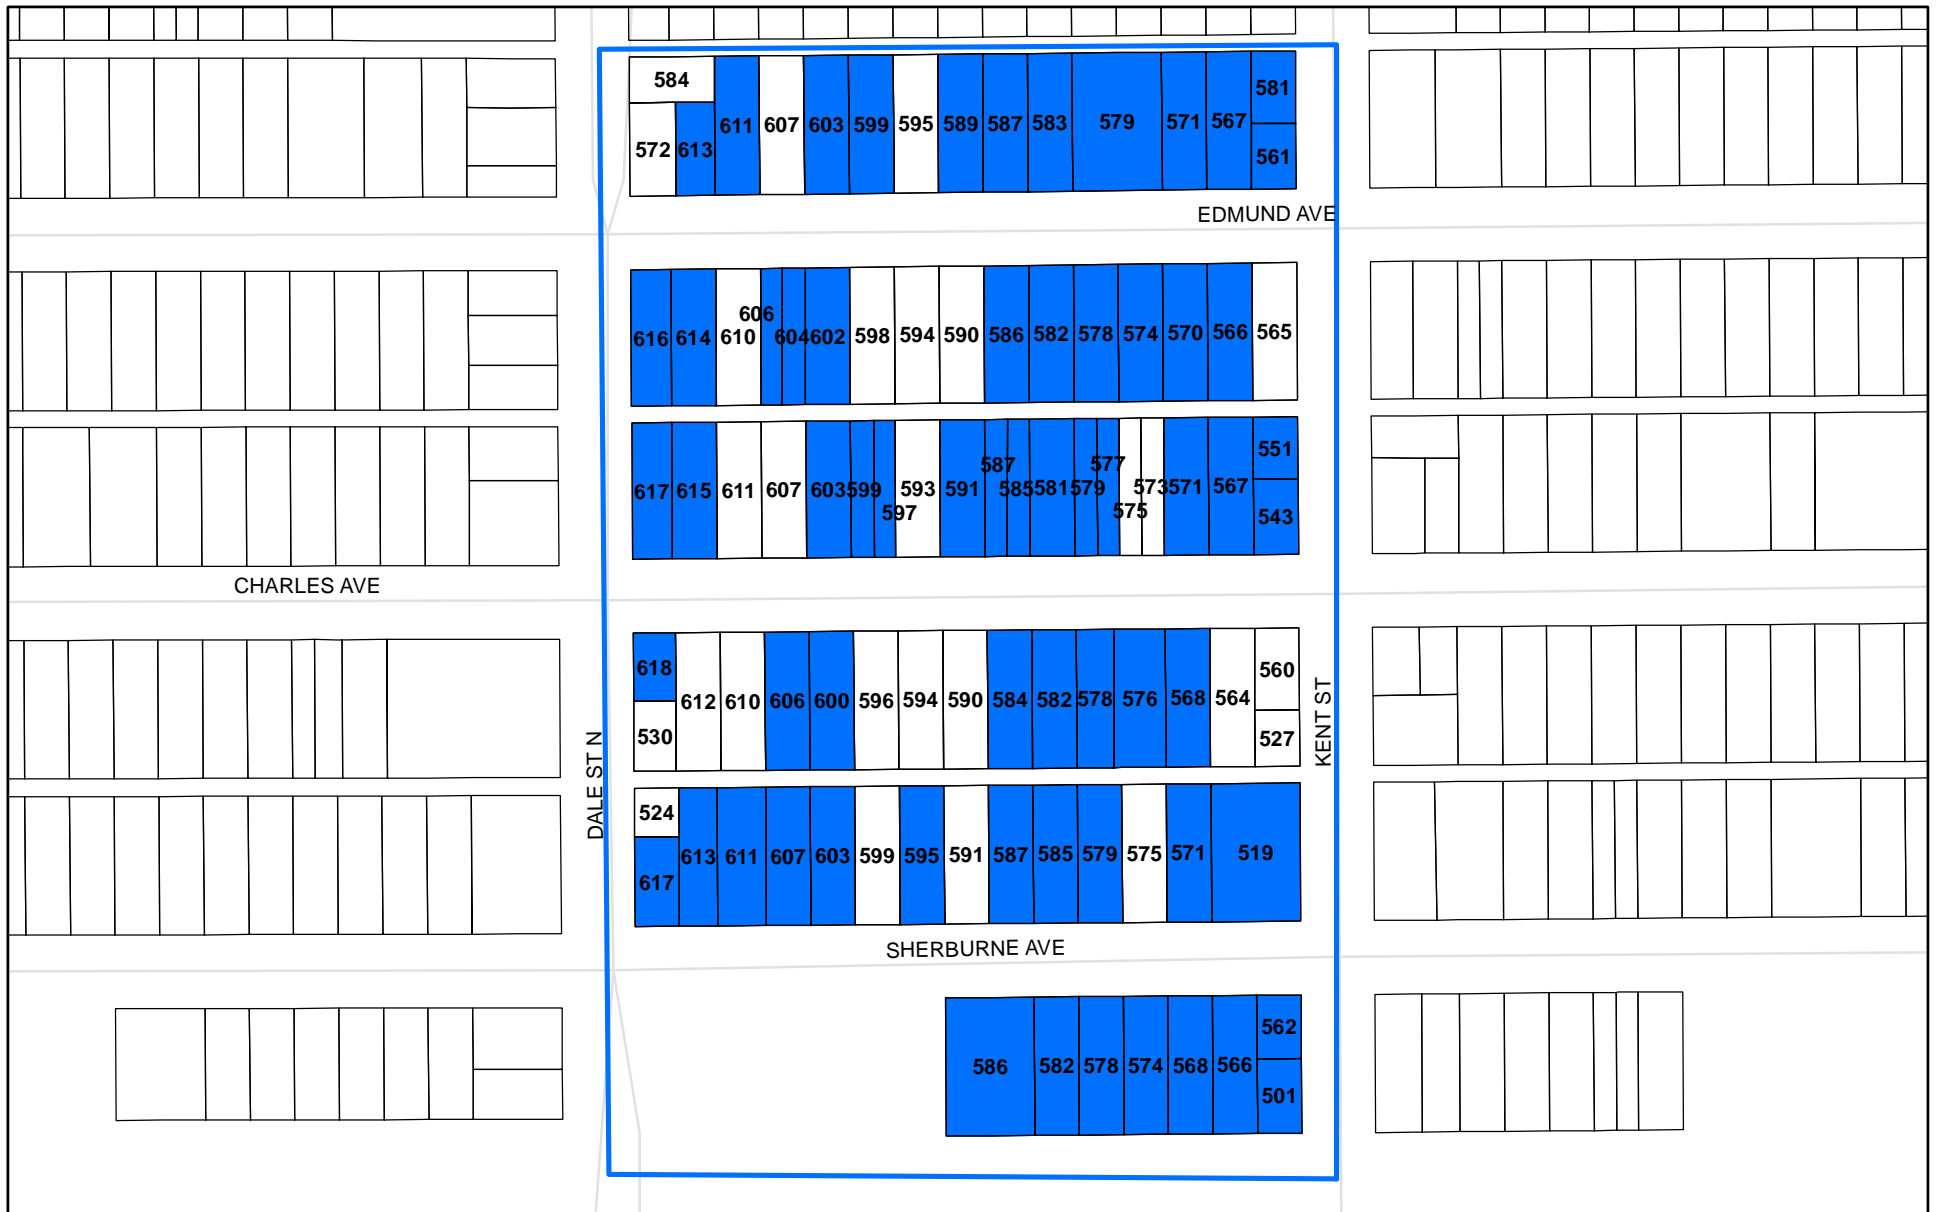 584
572 613 611 607 603 599 595 589 587 583 579 571 567 581
561
EDMUND AVE
616 614 610 606 604 602 598 594 590 586 582 578 574 570 566 565
617 615 611 607 603 599 597 593 591 587 585 581 579 577 575 573 571 567 551
543
CHARLES AVE
618 612 610 606 600 596 594 590 584 582 578 576 568 564 560
530 527
DALE ST N
KENT ST
524
617 613 611 607 603 599 595 591 587 585 579 575 571 519
SHERBURNE AVE
586 582 578 574 568 566 562
501